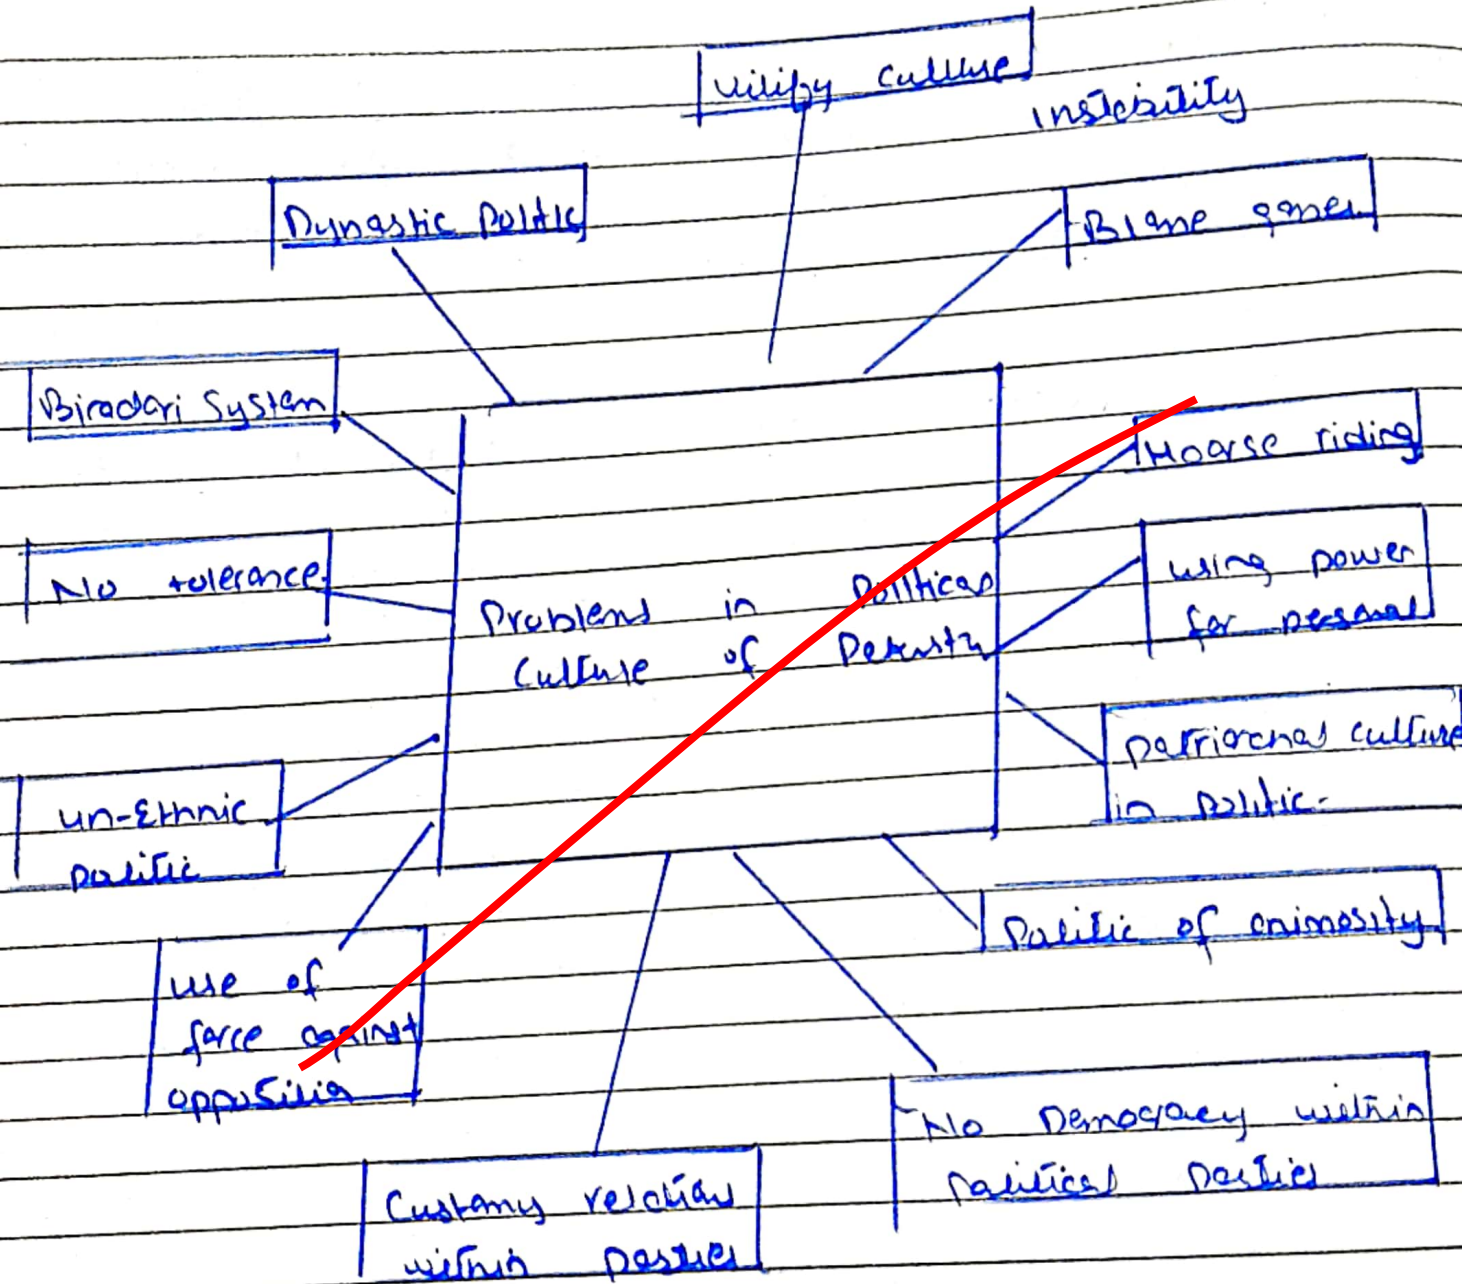 Vilify Culture
instability
Dynastic Politic
Blame games
Biradari System
Hoarse riding
No tolerance
using power
for personal
Problems in Political
Culture of
Patriarchal culture
in Politic.
un-Ethnic
Politic
Politic of animosity
use of
force against
opposition
No Democracy within
Political Parties
relation
within Parties